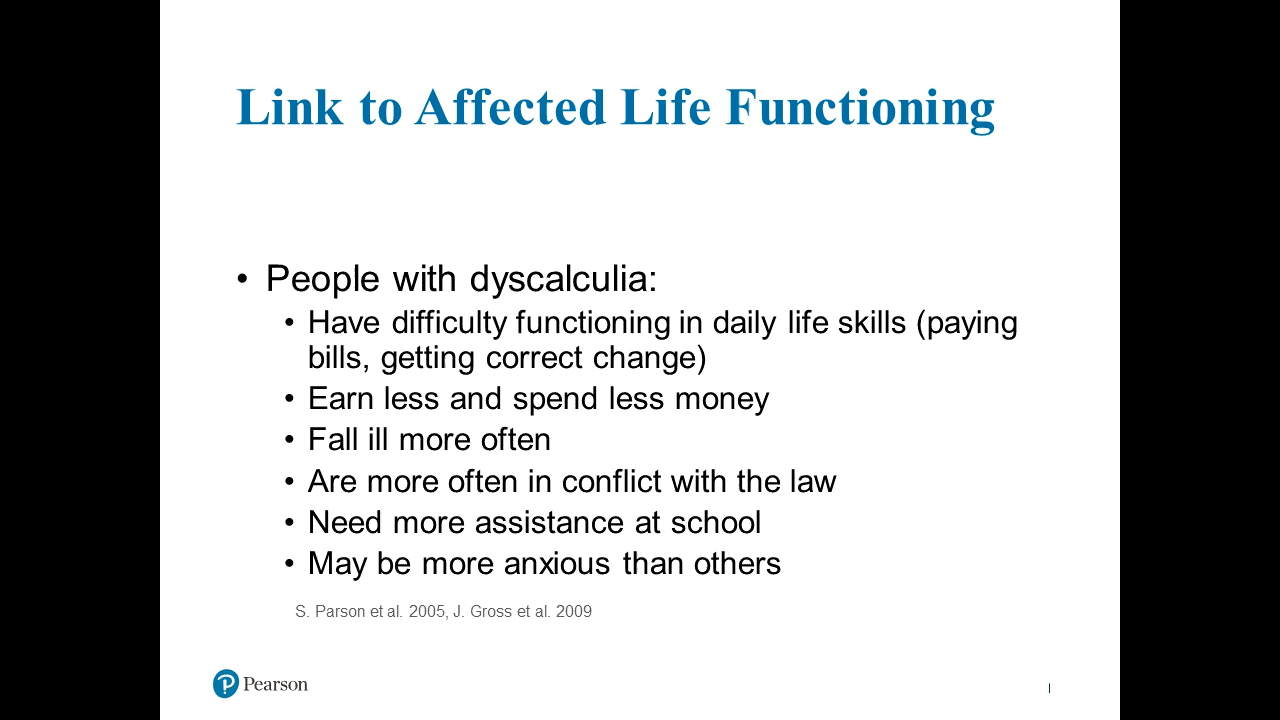 Link to Affected Life Functioning
• People with dyscalculia:
• Have difficulty functioning in daily life skills (paying
bills, getting correct change)
• Earn less and spend less money
• Fall ill more often
• Are more often in conflict with the law
• Need more assistance at school
• May be more anxious than others
S. Parson et al. 2005, J. Gross et al. 2009
Pearson